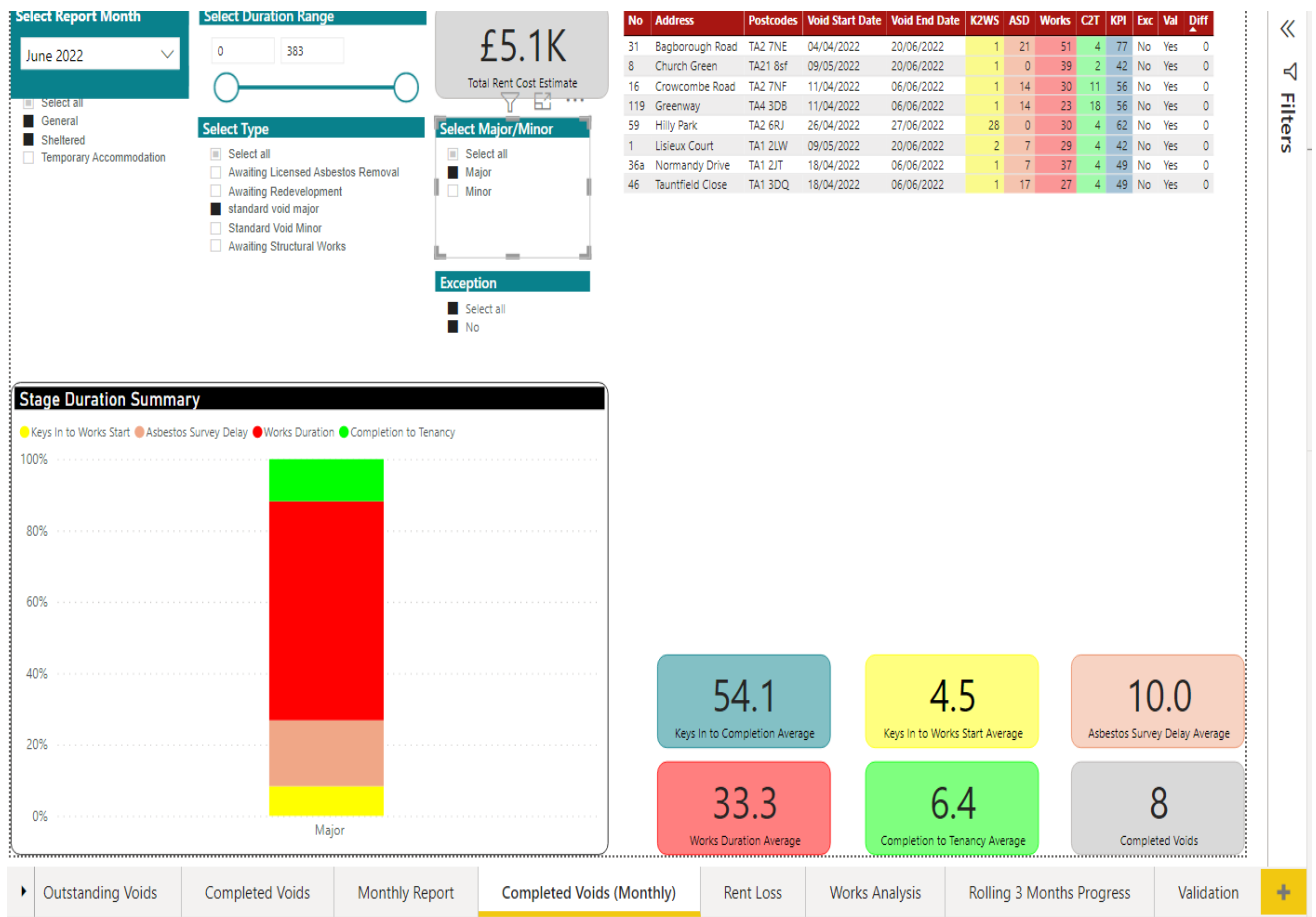 Select Report Month
June 2022
Select all
General
Sheltered
Temporary Accommodation
Select Duration Range
0 383
Select Type
Select all
Awaiting Licensed Asbestos Removal
Awaiting Redevelopment
standard void major
Standard Void Minor
Awaiting Structural Works
£5.1K
Total Rent Cost Estimate
Select Major/Minor
Select all
Major
Minor
Exception
Select all
No
No Address Postcodes Void Start Date Void End Date K2WS ASD Works C2T KPI Exc Val Diff
31 Bagborough Road TA2 7NE 04/04/2022 20/06/2022 1 21 51 4 77 No Yes 0
8 Church Green TA21 8sf 09/05/2022 20/06/2022 1 0 39 2 42 No Yes 0
16 Crowcombe Road TA2 7NF 11/04/2022 06/06/2022 1 14 30 11 56 No Yes 0
119 Greenway TA4 3DB 11/04/2022 06/06/2022 1 14 23 18 56 No Yes 0
59 Hilly Park TA2 6RJ 26/04/2022 27/06/2022 28 0 30 4 62 No Yes 0
1 Lisieux Court TA1 2LW 09/05/2022 20/06/2022 2 7 29 4 42 No Yes 0
36a Normandy Drive TA1 2JT 18/04/2022 06/06/2022 1 7 37 4 49 No Yes 0
46 Tauntfield Close TA1 3DQ 18/04/2022 06/06/2022 1 17 27 4 49 No Yes 0
Filters
Stage Duration Summary
Keys In to Works Start Asbestos Survey Delay Works Duration Completion to Tenancy
100%
80%
60%
40%
20%
0%
Major
54.1
Keys In to Completion Average
4.5
Keys In to Works Start Average
10.0
Asbestos Survey Delay Average
33.3
Works Duration Average
6.4
Completion to Tenancy Average
8
Completed Voids
Outstanding Voids Completed Voids Monthly Report Completed Voids (Monthly) Rent Loss Works Analysis Rolling 3 Months Progress Validation